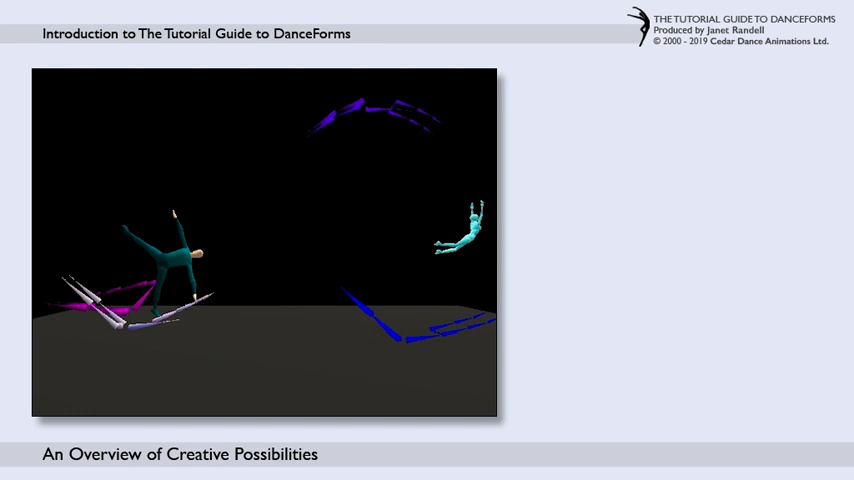 Introduction to The Tutorial Guide to DanceForms
THE TUTORIAL GUIDE TO DANCEFORMS
Produced by Janet Randell
© 2000 - 2019 Cedar Dance Animations Ltd.
An Overview of Creative Possibilities